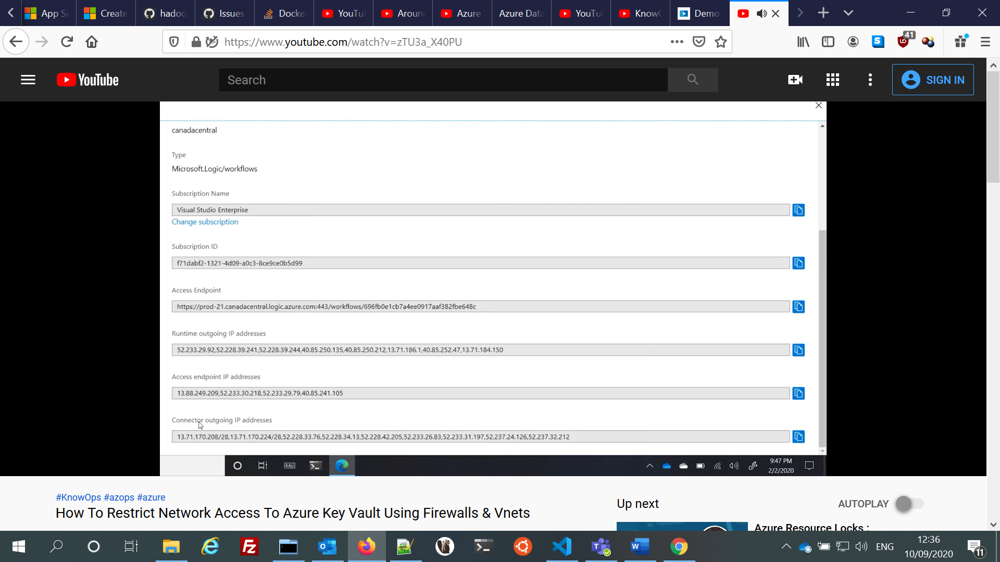 App Se
Create
hadoo
Issues
Docke
YouTu
Aroun
Azure
Azure Data
YouTu
KnowO
Demo
https://www.youtube.com/watch?v=zTU3a_X40PU
41
YouTube
Search
SIGN IN
canadacentral
Type
Microsoft.Logic/workflows
Subscription Name
Visual Studio Enterprise
Change subscription
Subscription ID
f71dabf2-1321-4d09-a0c3-8ce9ce0b5d99
Access Endpoint
https://prod-21.canadacentral.logic.azure.com:443/workflows/696fb0e1cb7a4ee0917aaf382fbe648c
Runtime outgoing IP addresses
52.233.29.92,52.228.39.241,52.228.39.244,40.85.250.135,40.85.250.212,13.71.186.1,40.85.252.47,13.71.184.150
Access endpoint IP addresses
13.88.249.209,52.233.30.218,52.233.29.79,40.85.241.105
Connector outgoing IP addresses
13.71.170.208/28,13.71.170.224/28,52.228.33.76,52.228.34.13,52.228.42.205,52.233.26.83,52.233.31.197,52.237.24.126,52.237.32.212
KALI
9:47 PM
2/2/2020
#KnowOps #azops #azure
How To Restrict Network Access To Azure Key Vault Using Firewalls & Vnets
Up next
AUTOPLAY
Azure Resource Locks :
ENG
12:36
10/09/2020
11